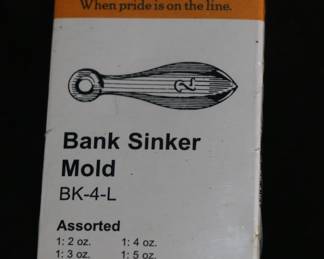 When pride is on the line.
2
Bank Sinker
Mold
BK-4-L
Assorted
1: 2 oz. 1: 4 oz.
1: 3 oz. 1: 5 oz.